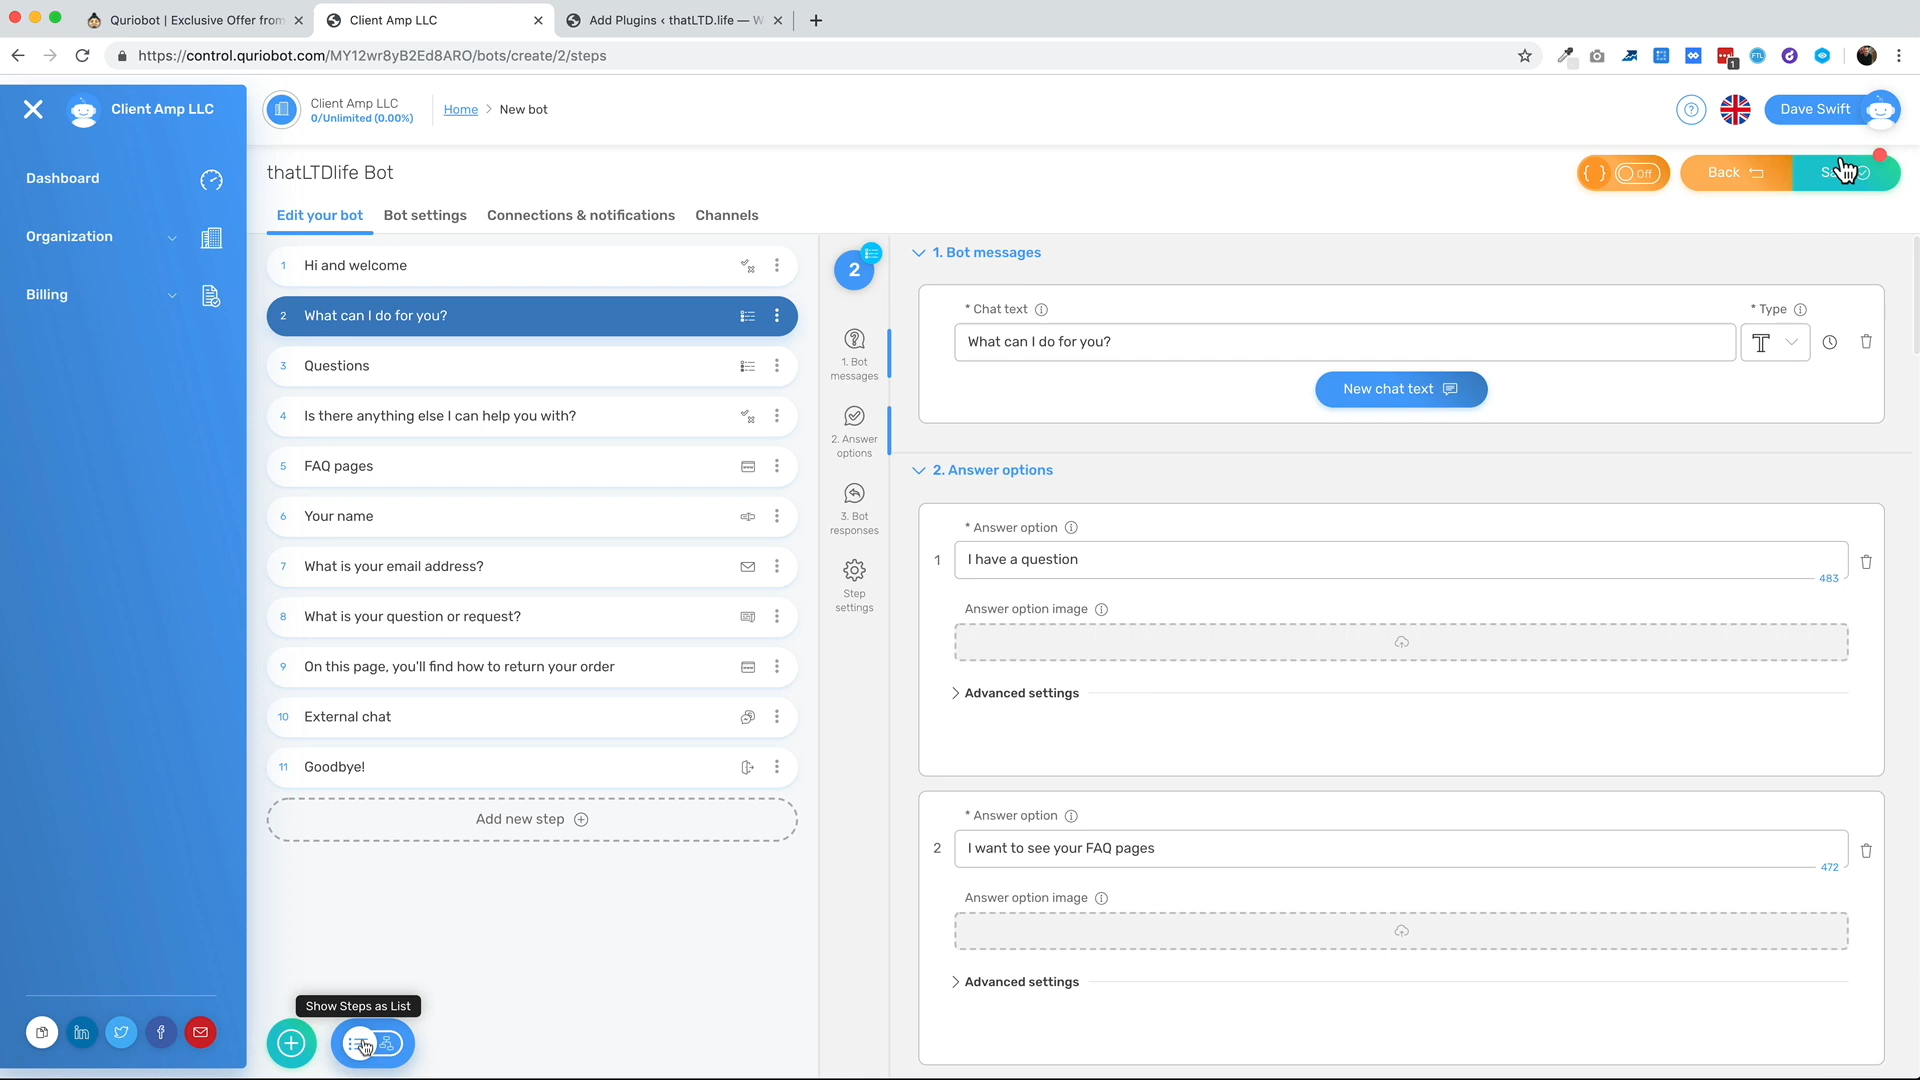 Quriobot | Exclusive Offer from
Client Amp LLC
Add Plugins ‹ thatLTD.life — W
https://control.quriobot.com/MY12wr8yB2Ed8ARO/bots/create/2/steps
1
FTL
Client Amp LLC
Client Amp LLC
0/Unlimited (0.00%)
Home > New bot
Dave Swift
Dashboard
Organization
Billing
thatLTDlife Bot
{ } Off
Back
Edit your bot
Bot settings
Connections & notifications
Channels
1 Hi and welcome
2 What can I do for you?
3 Questions
4 Is there anything else I can help you with?
5 FAQ pages
6 Your name
7 What is your email address?
8 What is your question or request?
9 On this page, you'll find how to return your order
10 External chat
11 Goodbye!
Add new step
Show Steps as List
2
1. Bot
messages
2. Answer
options
3. Bot
responses
Step
settings
1. Bot messages
* Chat text
* Type
What can I do for you?
T
New chat text
2. Answer options
* Answer option
1 I have a question
483
Answer option image
Advanced settings
* Answer option
2 I want to see your FAQ pages
472
Answer option image
Advanced settings